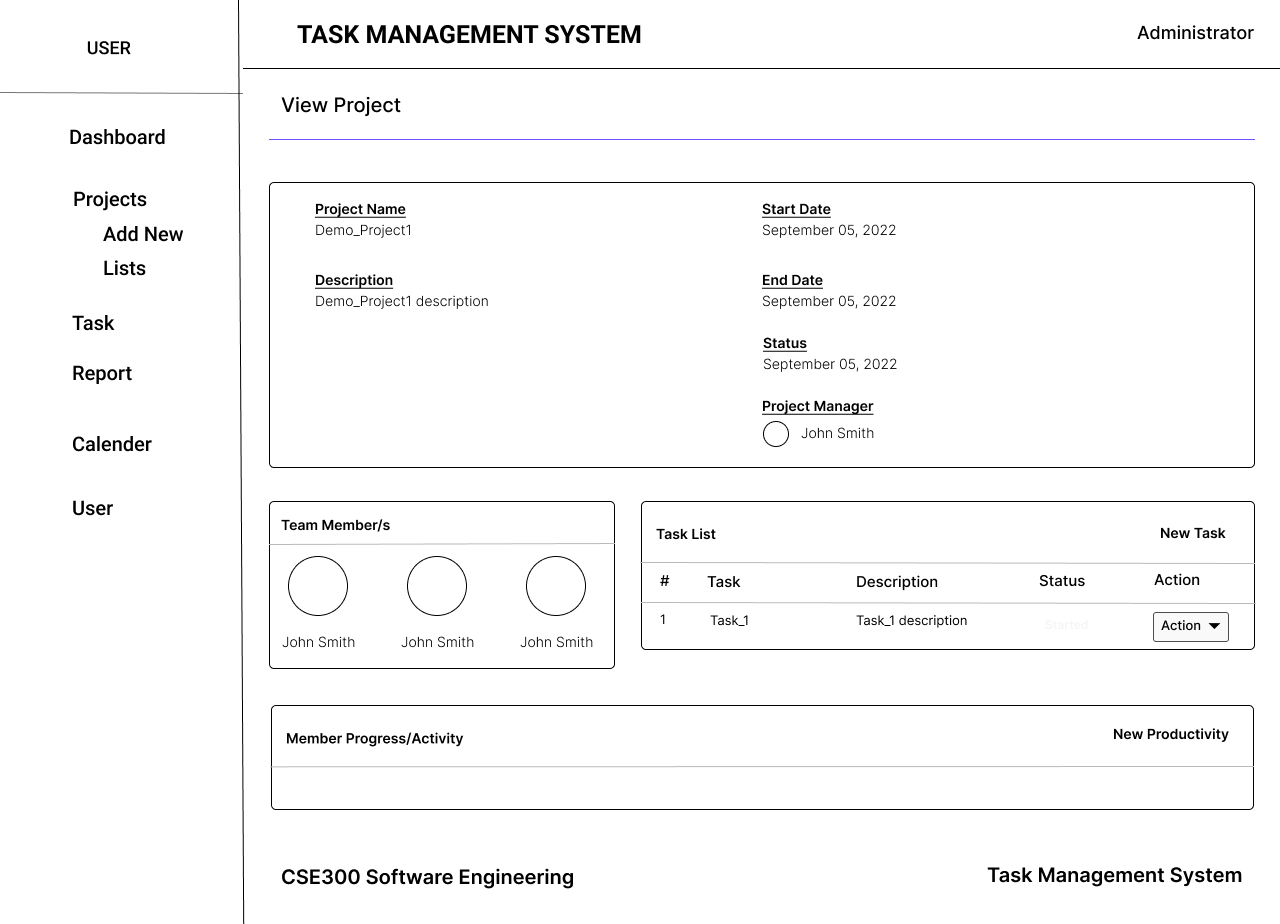 USER
TASK MANAGEMENT SYSTEM
Administrator
Dashboard
Projects
Add New
Lists
Task
Report
Calender
User
View Project
Project Name
Demo_Project1
Description
Demo_Project1 description
Start Date
September 05, 2022
End Date
September 05, 2022
Status
September 05, 2022
Project Manager
John Smith
Team Member/s
John Smith John Smith John Smith
Task List New Task
# Task Description Status Action
1 Task_1 Task_1 description Started Action
Member Progress/Activity New Productivity
CSE300 Software Engineering Task Management System